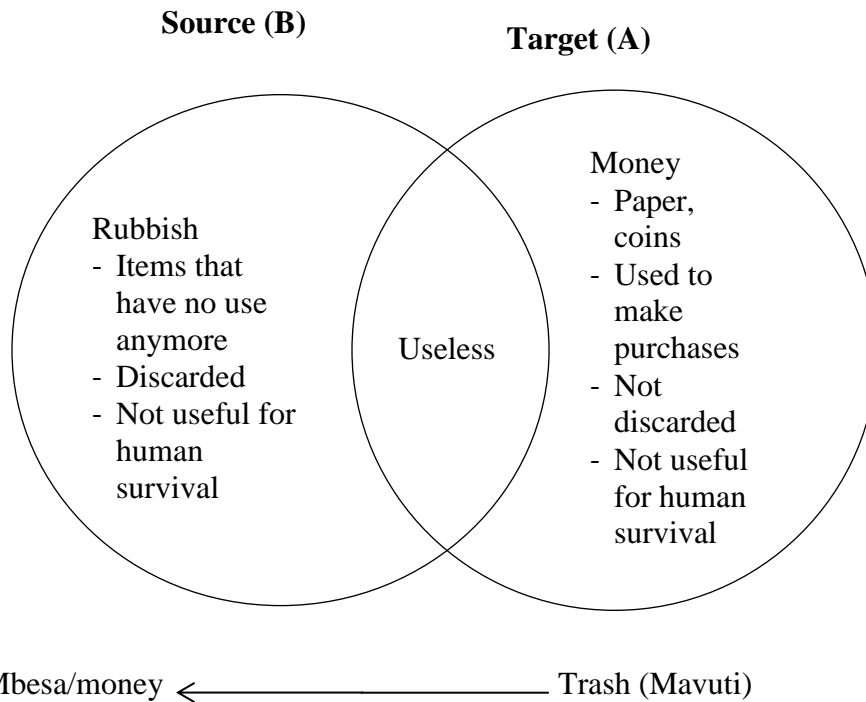 Source (B)
Target (A)
Rubbish
- Items that
have no use
anymore
- Discarded
- Not useful for
human
survival
Useless
Money
- Paper,
coins
- Used to
make
purchases
- Not
discarded
- Not useful
for human
survival
Mbesa/money
Trash (Mavuti)